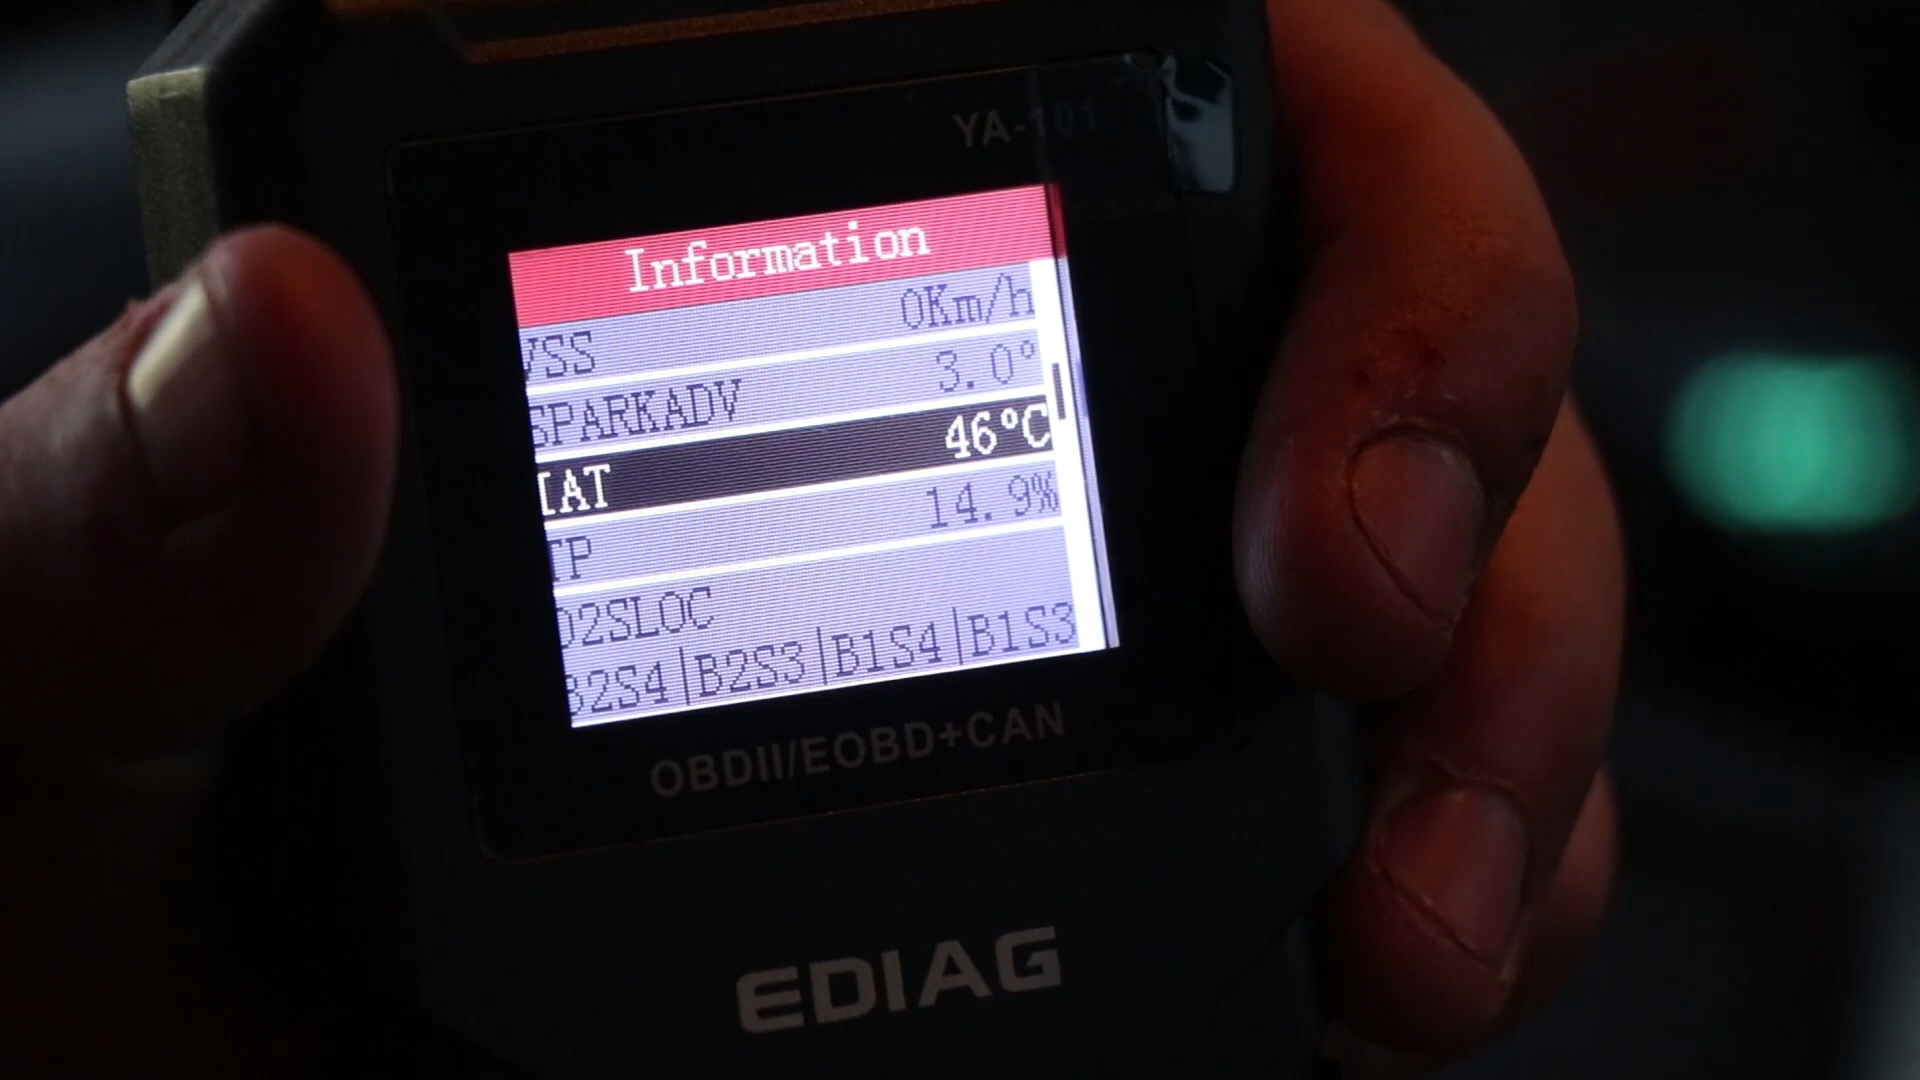 YA-101
Information
VSS 0Km/h
SPARKADV 3.0°
IAT 46°C
TP 14.9%
O2SLOC
B2S4|B2S3|B1S4|B1S3
OBDII/EOBD+CAN
EDIAG